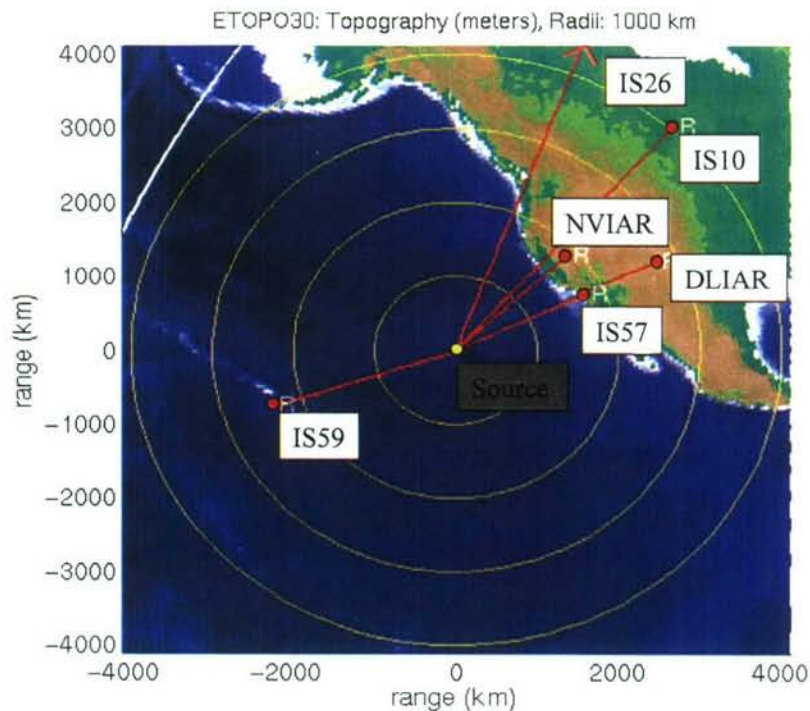 ETOPO30: Topography (meters), Radii: 1000 km
4000
3000
2000
1000
0
-1000
-2000
-3000
-4000
range (km)
IS26
R
IS10
NVIAR
R
R
DLIAR
R
IS57
Source
R
IS59
-4000
-2000
0
2000
4000
range (km)